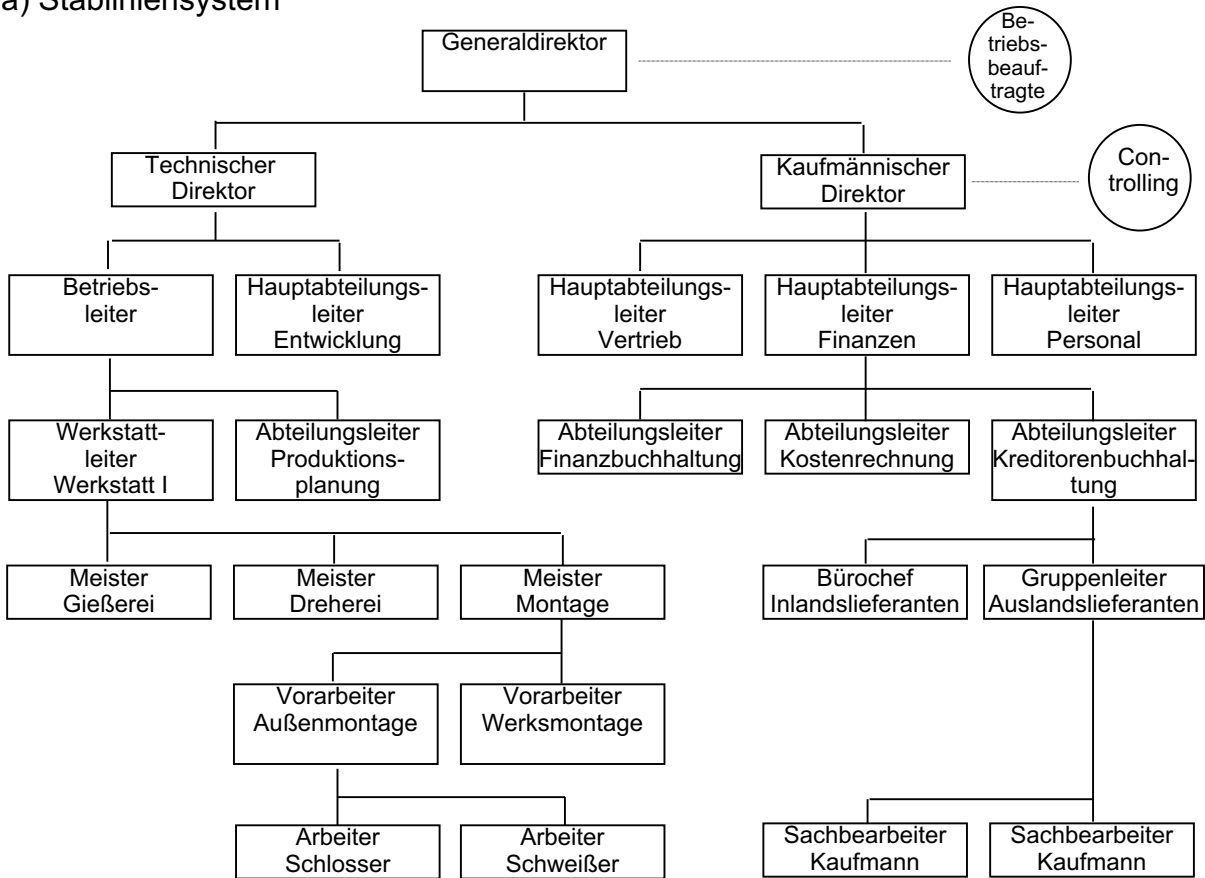 a) Stabliniensystem
Generaldirektor
Be-
triebs-
beauf-
tragte
Technischer
Direktor
Kaufmännischer
Direktor
Con-
trolling
Betriebs-
leiter
Hauptabteilungs-
leiter
Entwicklung
Hauptabteilungs-
leiter
Vertrieb
Hauptabteilungs-
leiter
Finanzen
Hauptabteilungs-
leiter
Personal
Werkstatt-
leiter
Werkstatt I
Abteilungsleiter
Produktions-
planung
Abteilungsleiter
Finanzbuchhaltung
Abteilungsleiter
Kostenrechnung
Abteilungsleiter
Kreditorenbuchhal-
tung
Meister
Gießerei
Meister
Dreherei
Meister
Montage
Bürochef
Inlandslieferanten
Gruppenleiter
Auslandslieferanten
Vorarbeiter
Außenmontage
Vorarbeiter
Werksmontage
Arbeiter
Schlosser
Arbeiter
Schweißer
Sachbearbeiter
Kaufmann
Sachbearbeiter
Kaufmann